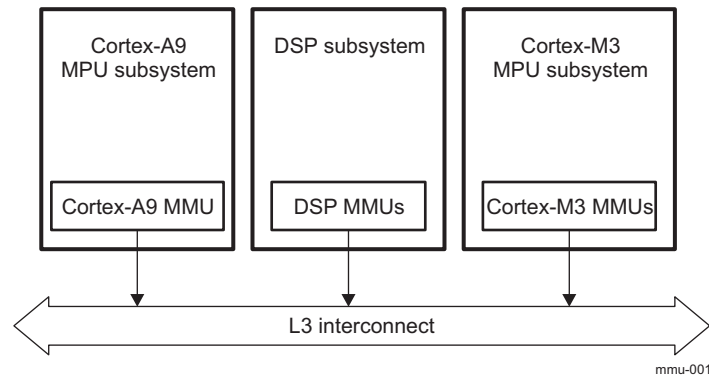 Cortex-A9
MPU subsystem
DSP subsystem
Cortex-M3
MPU subsystem
Cortex-A9 MMU
DSP MMUs
Cortex-M3 MMUs
L3 interconnect
mmu-001